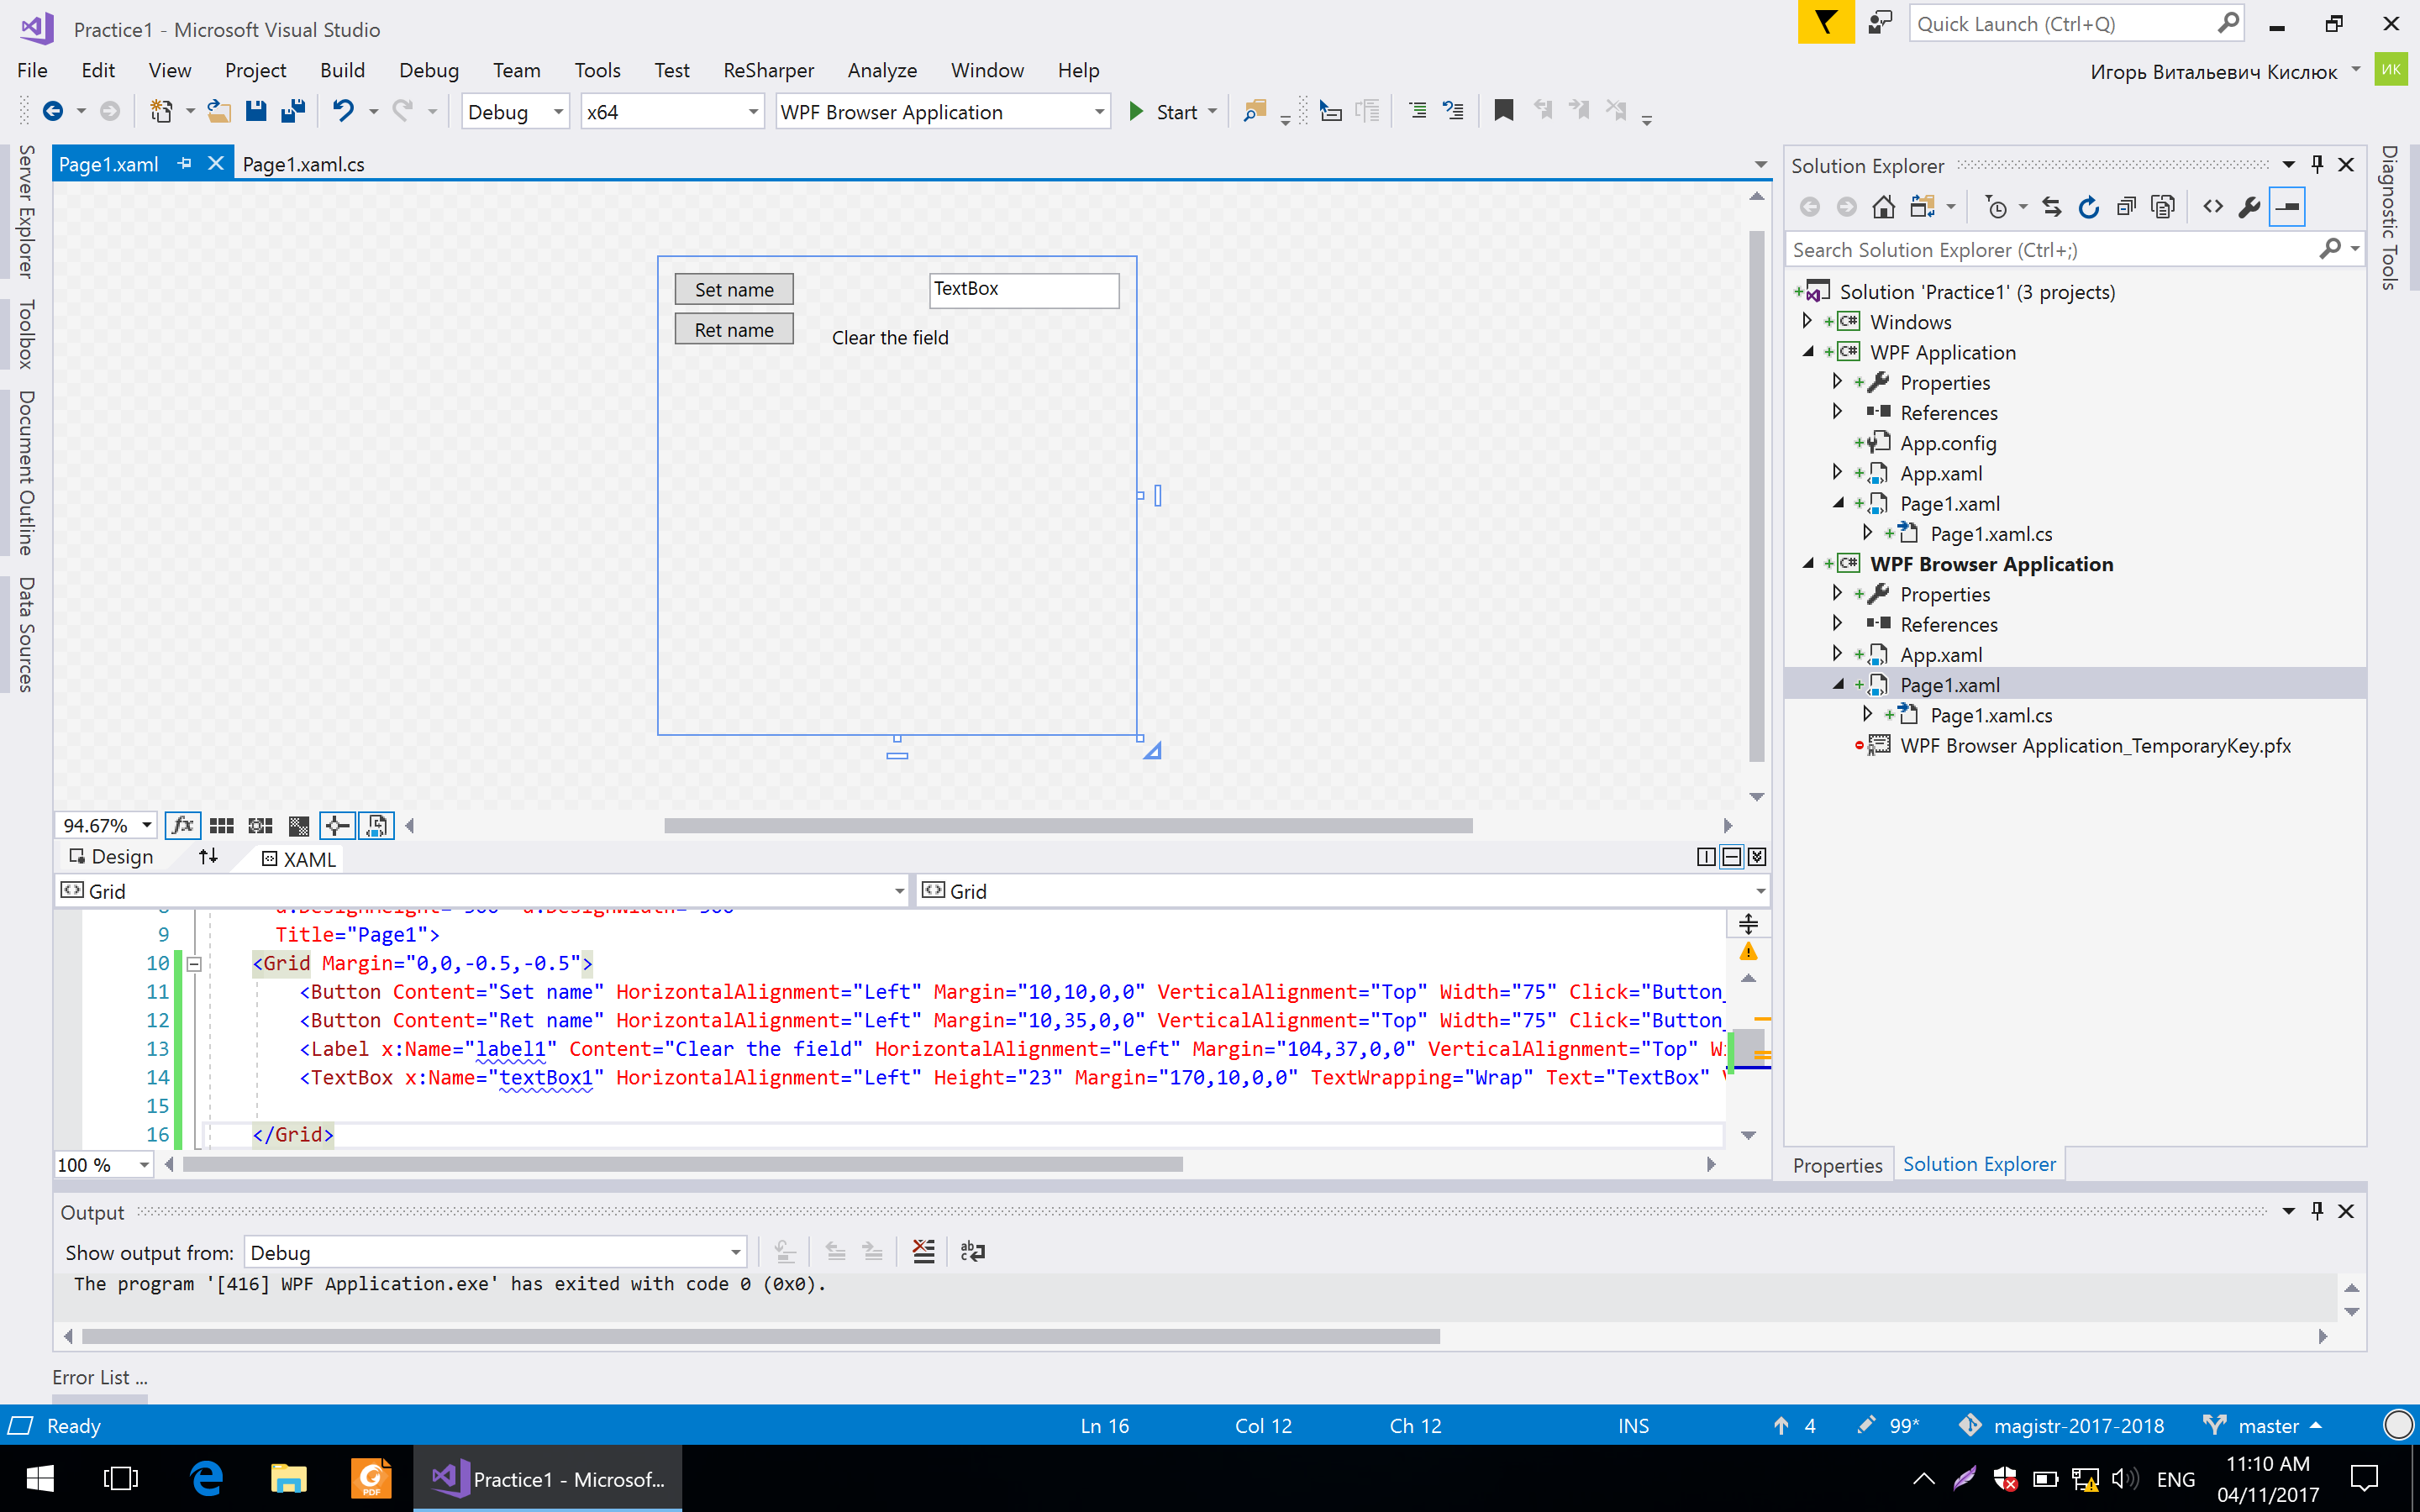 Practice1 - Microsoft Visual Studio
Quick Launch (Ctrl+Q)
File Edit View Project Build Debug Team Tools Test ReSharper Analyze Window Help
Игорь Витальевич Кислюк
ИК
Debug x64 WPF Browser Application Start
Server Explorer
Toolbox
Document Outline
Data Sources
Page1.xaml
Page1.xaml.cs
Set name
TextBox
Ret name
Clear the field
94.67%
Design
XAML
Grid
Grid
9 Title="Page1">
10 <Grid Margin="0,0,-0.5,-0.5">
11 <Button Content="Set name" HorizontalAlignment="Left" Margin="10,10,0,0" VerticalAlignment="Top" Width="75" Click="Button_
12 <Button Content="Ret name" HorizontalAlignment="Left" Margin="10,35,0,0" VerticalAlignment="Top" Width="75" Click="Button_
13 <Label x:Name="label1" Content="Clear the field" HorizontalAlignment="Left" Margin="104,37,0,0" VerticalAlignment="Top" Wi
14 <TextBox x:Name="textBox1" HorizontalAlignment="Left" Height="23" Margin="170,10,0,0" TextWrapping="Wrap" Text="TextBox"
15
16 </Grid>
100 %
Solution Explorer
Search Solution Explorer (Ctrl+;)
Solution 'Practice1' (3 projects)
C# Windows
C# WPF Application
Properties
References
App.config
App.xaml
Page1.xaml
Page1.xaml.cs
C# WPF Browser Application
Properties
References
App.xaml
Page1.xaml
Page1.xaml.cs
WPF Browser Application_TemporaryKey.pfx
Properties
Solution Explorer
Diagnostic Tools
Output
Show output from: Debug
The program '[416] WPF Application.exe' has exited with code 0 (0x0).
Error List ...
Ready
Ln 16
Col 12
Ch 12
INS
4
99*
magistr-2017-2018
master
PDF
Practice1 - Microsof...
ENG
11:10 AM
04/11/2017